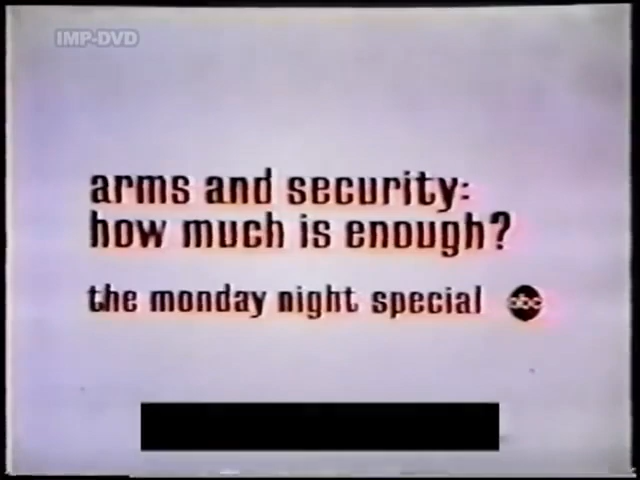 IMP-DVD
arms and security:
how much is enough?
the monday night special abc